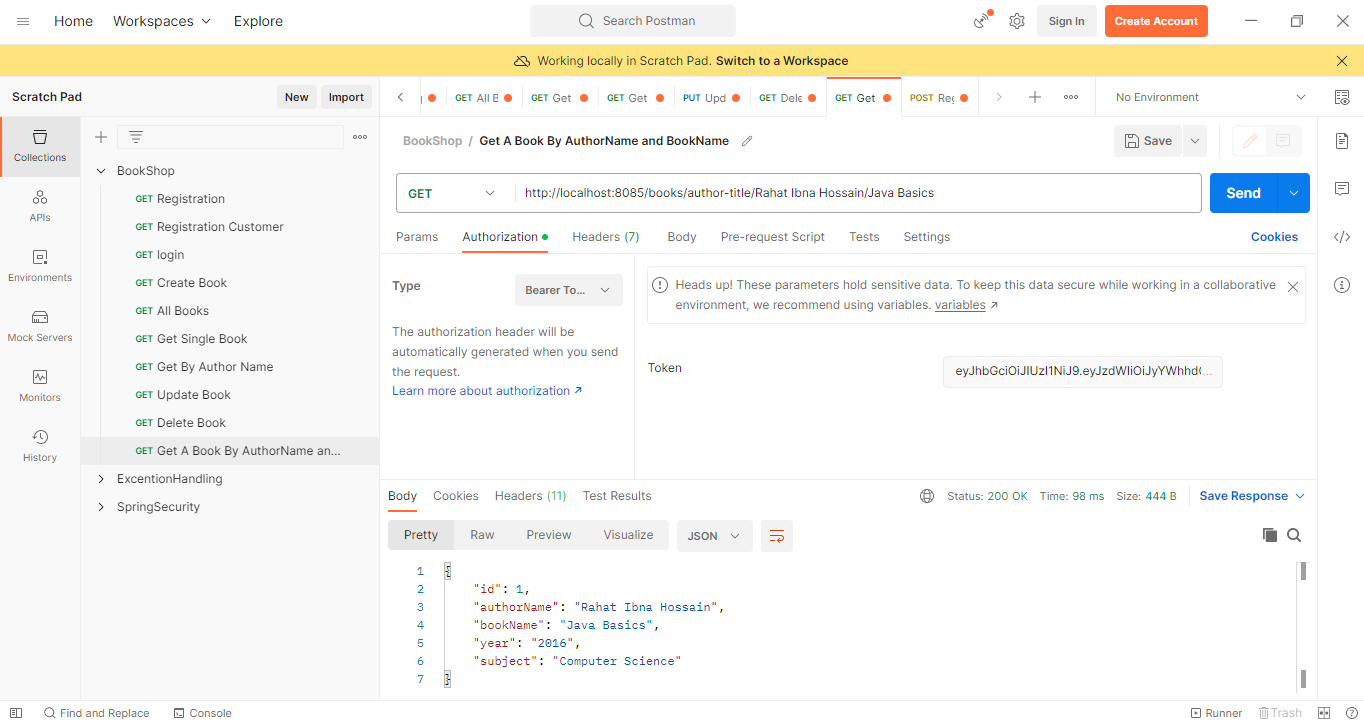 Home Workspaces Explore Search Postman Sign In Create Account
Working locally in Scratch Pad. Switch to a Workspace
Scratch Pad New Import
GET All B GET Get GET Get PUT Upd GET Dele GET Get POST Reg No Environment
Collections
APIs
Environments
Mock Servers
Monitors
History
BookShop
GET Registration
GET Registration Customer
GET login
GET Create Book
GET All Books
GET Get Single Book
GET Get By Author Name
GET Update Book
GET Delete Book
GET Get A Book By AuthorName an...
ExcentionHandling
SpringSecurity
BookShop / Get A Book By AuthorName and BookName Save
GET http://localhost:8085/books/author-title/Rahat Ibna Hossain/Java Basics Send
Params Authorization Headers (7) Body Pre-request Script Tests Settings Cookies
Type Bearer To...
The authorization header will be
automatically generated when you send
the request.
Learn more about authorization ↗
Heads up! These parameters hold sensitive data. To keep this data secure while working in a collaborative
environment, we recommend using variables. variables ↗
Token eyJhbGciOiJIUzI1NiJ9.eyJzdWIiOiJyYWhhd...
Body Cookies Headers (11) Test Results Status: 200 OK Time: 98 ms Size: 444 B Save Response
Pretty Raw Preview Visualize JSON
1 {
2 "id": 1,
3 "authorName": "Rahat Ibna Hossain",
4 "bookName": "Java Basics",
5 "year": "2016",
6 "subject": "Computer Science"
7 }
Find and Replace Console Runner Trash